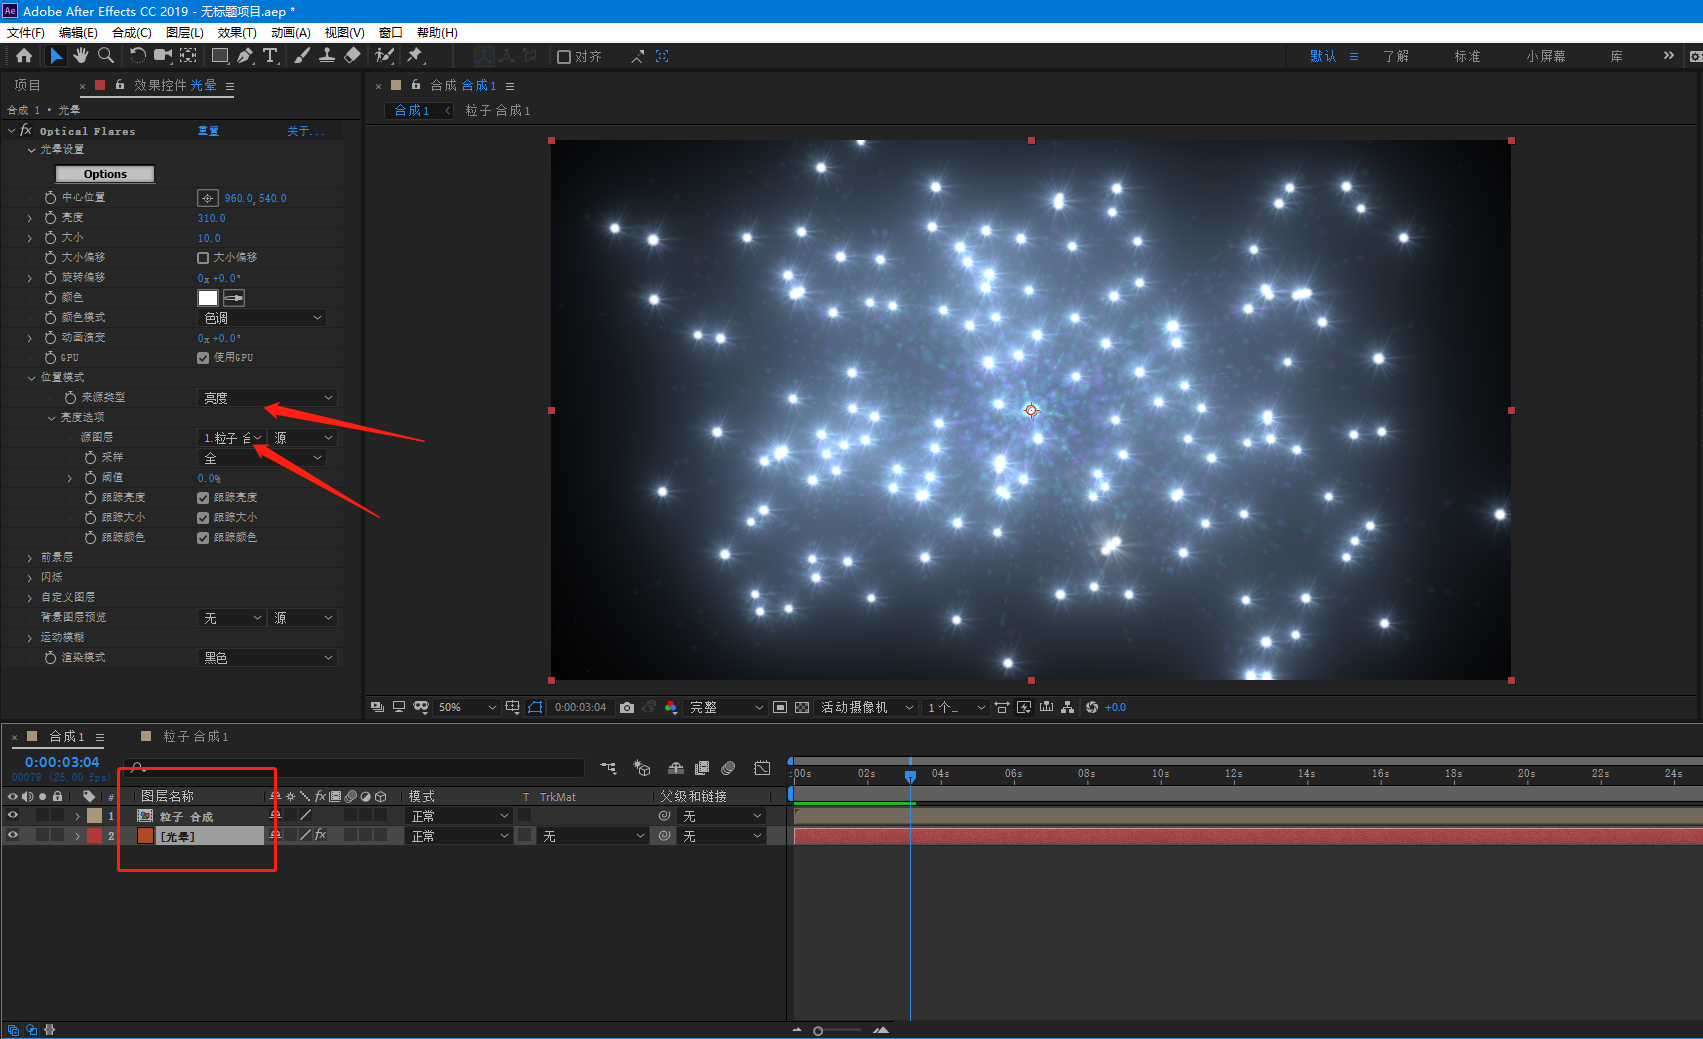 Ae Adobe After Effects CC 2019 - 无标题项目.aep *
文件(F) 编辑(E) 合成(C) 图层(L) 效果(T) 动画(A) 视图(V) 窗口 帮助(H)
对齐 默认 了解 标准 小屏幕 库
项目 × 效果控件 光晕
合成 1 • 光晕
fx Optical Flares 重置 关于...
光晕设置
Options
中心位置 960.0,540.0
亮度 310.0
大小 10.0
大小偏移 大小偏移
旋转偏移 0x+0.0°
颜色
颜色模式 色调
动画演变 0x+0.0°
GPU 使用GPU
位置模式
来源类型 亮度
亮度选项
源图层 1.粒子 合 源
采样 全
阈值 0.0%
跟踪亮度 跟踪亮度
跟踪大小 跟踪大小
跟踪颜色 跟踪颜色
前景层
闪烁
自定义图层
背景图层预览 无 源
运动模糊
渲染模式 黑色
× 合成 合成1
合成1 粒子 合成1
50% 0:00:03:04 完整 活动摄像机 1个... +0.0
× 合成1 粒子 合成1
0:00:03:04
00079 (25.00 fps)
:00s 02s 04s 06s 08s 10s 12s 14s 16s 18s 20s 22s 24s
# 图层名称 fx 模式 T TrkMat 父级和链接
1 粒子 合成 正常 无
2 [光晕] fx 正常 无 无